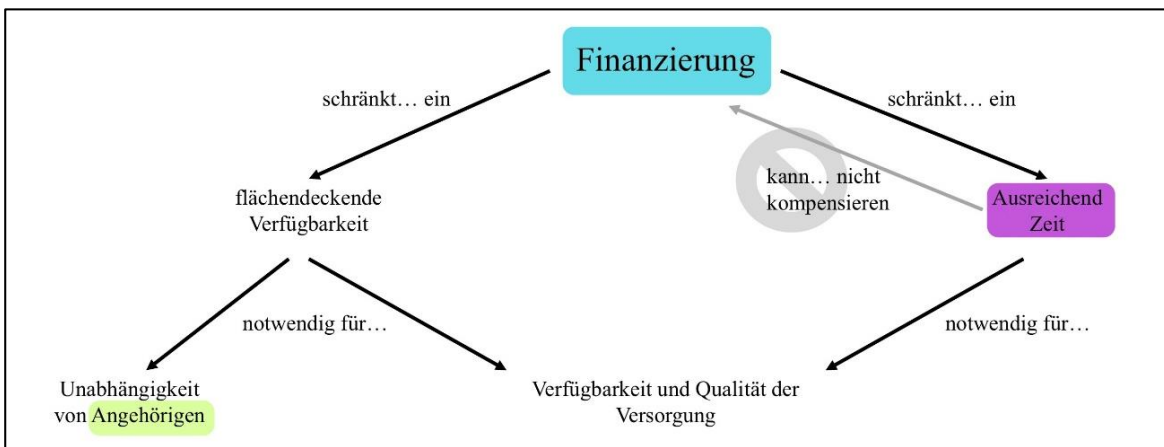 Finanzierung
schränkt… ein
schränkt… ein
kann… nicht
kompensieren
flächendeckende
Verfügbarkeit
Ausreichend
Zeit
notwendig für…
notwendig für…
Unabhängigkeit
von Angehörigen
Verfügbarkeit und Qualität der
Versorgung